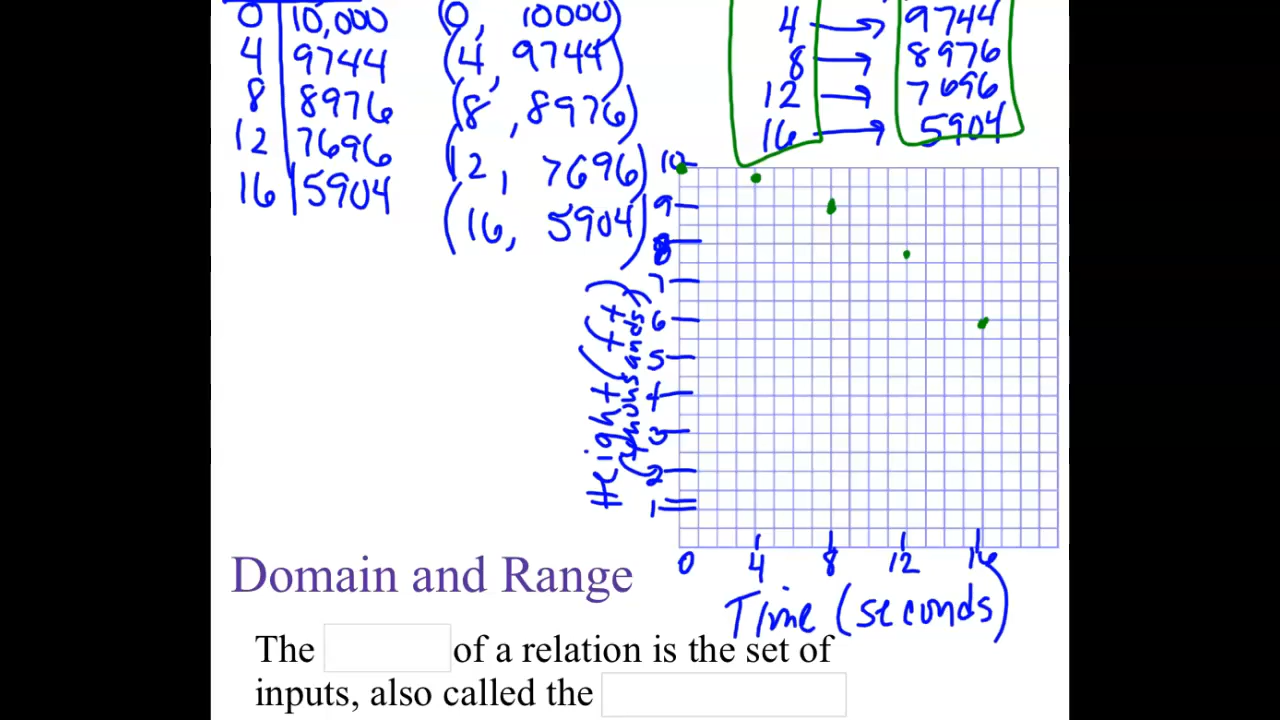 0 10,000
4 9744
8 8976
12 7696
16 5904
(0, 10000)
(4, 9744)
(8, 8976)
(12, 7696)
(16, 5904)
4 → 9744
8 → 8976
12 → 7696
16 → 5904
10
9
8
7
6
5
4
3
2
1
Height (ft)
(thousands)
0 4 8 12 16
Time (seconds)
Domain and Range
The of a relation is the set of
inputs, also called the